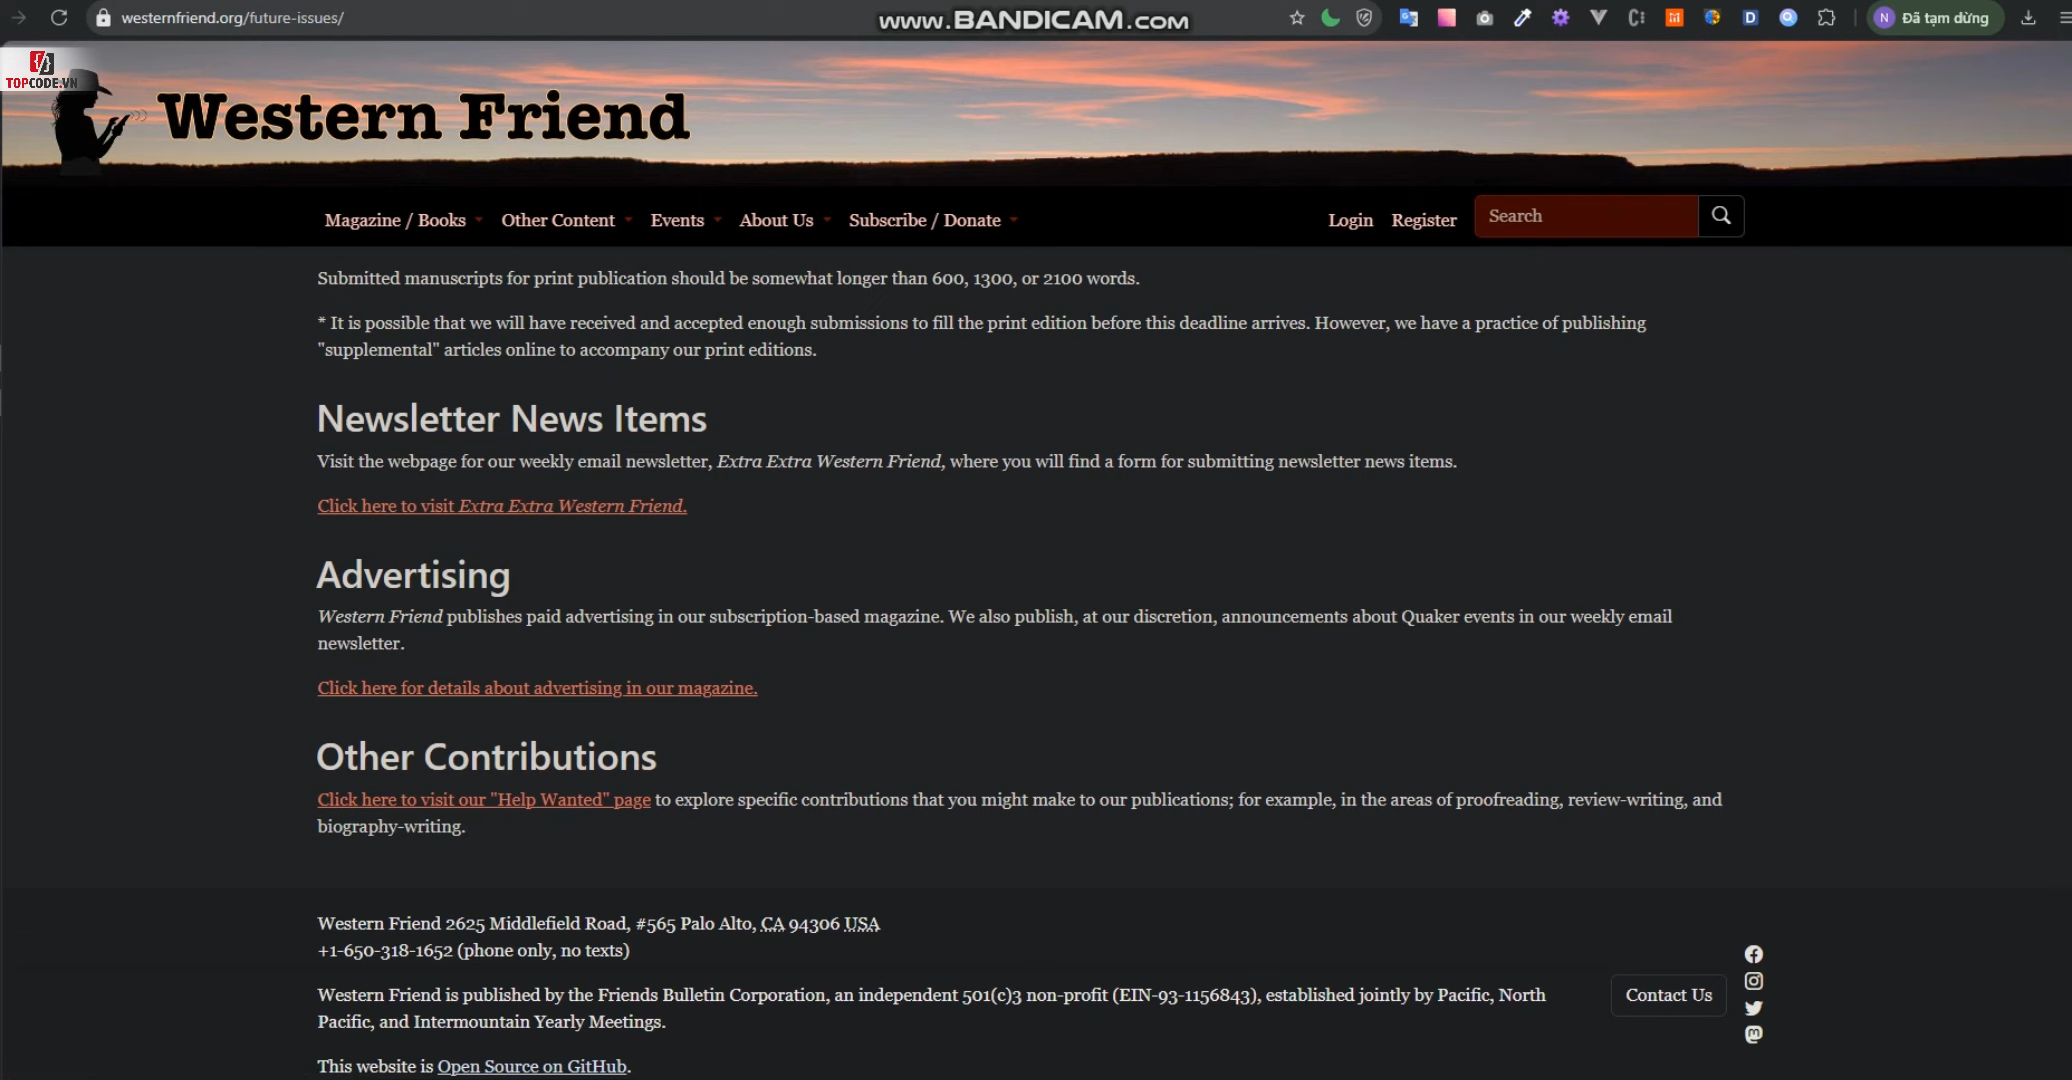 westernfriend.org/future-issues/
www.BANDICAM.com
N Đã tạm dừng
TOPCODE.VN
Western Friend
Magazine / Books Other Content Events About Us Subscribe / Donate Login Register Search
Submitted manuscripts for print publication should be somewhat longer than 600, 1300, or 2100 words.
* It is possible that we will have received and accepted enough submissions to fill the print edition before this deadline arrives. However, we have a practice of publishing
"supplemental" articles online to accompany our print editions.
Newsletter News Items
Visit the webpage for our weekly email newsletter, Extra Extra Western Friend, where you will find a form for submitting newsletter news items.
Click here to visit Extra Extra Western Friend.
Advertising
Western Friend publishes paid advertising in our subscription-based magazine. We also publish, at our discretion, announcements about Quaker events in our weekly email
newsletter.
Click here for details about advertising in our magazine.
Other Contributions
Click here to visit our "Help Wanted" page to explore specific contributions that you might make to our publications; for example, in the areas of proofreading, review-writing, and
biography-writing.
Western Friend 2625 Middlefield Road, #565 Palo Alto, CA 94306 USA
+1-650-318-1652 (phone only, no texts)
Western Friend is published by the Friends Bulletin Corporation, an independent 501(c)3 non-profit (EIN-93-1156843), established jointly by Pacific, North
Pacific, and Intermountain Yearly Meetings.
Contact Us
This website is Open Source on GitHub.